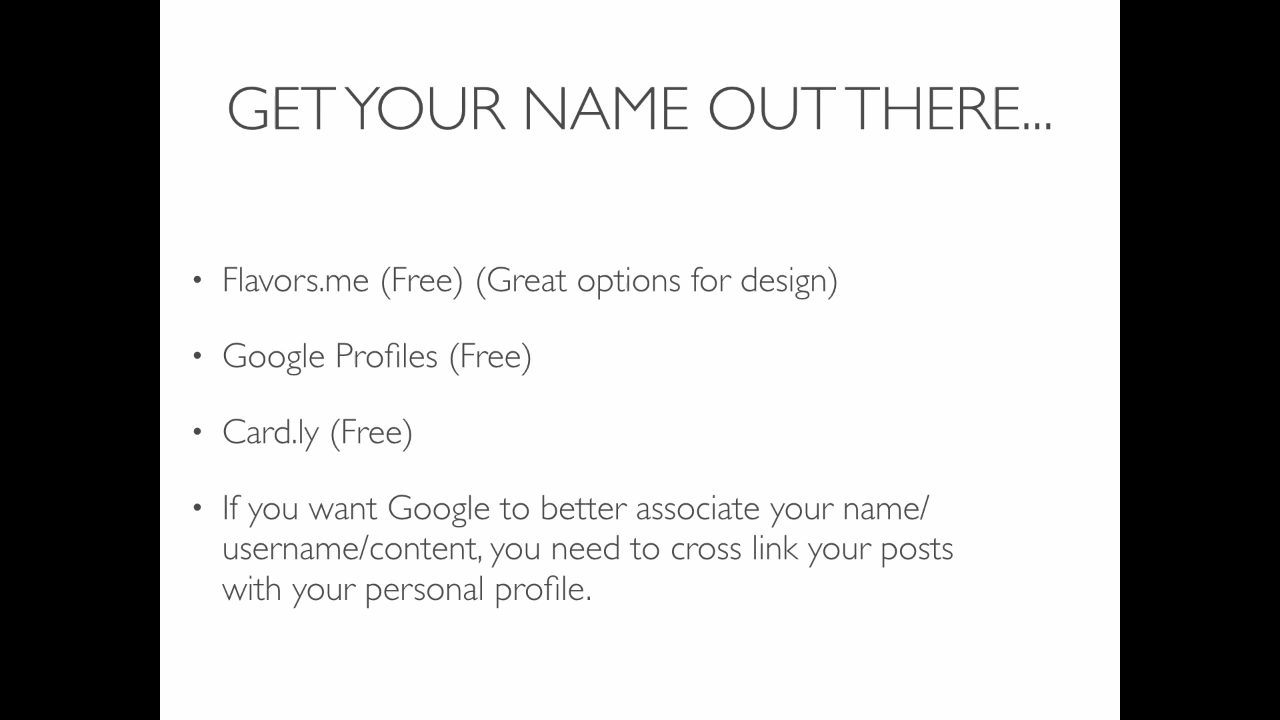 GET YOUR NAME OUT THERE...
• Flavors.me (Free) (Great options for design)
• Google Profiles (Free)
• Card.ly (Free)
• If you want Google to better associate your name/
username/content, you need to cross link your posts
with your personal profile.